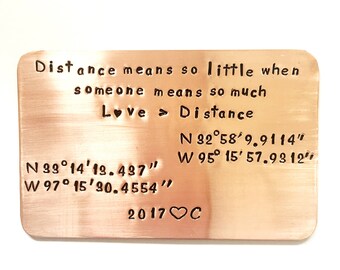 Distance means so little when
someone means so much
L♥ve > Distance
N 32°58'9.9114"
W 95°15'57.9312"
N 33°14'13.437"
W 97°15'30.4554"
2017♡C